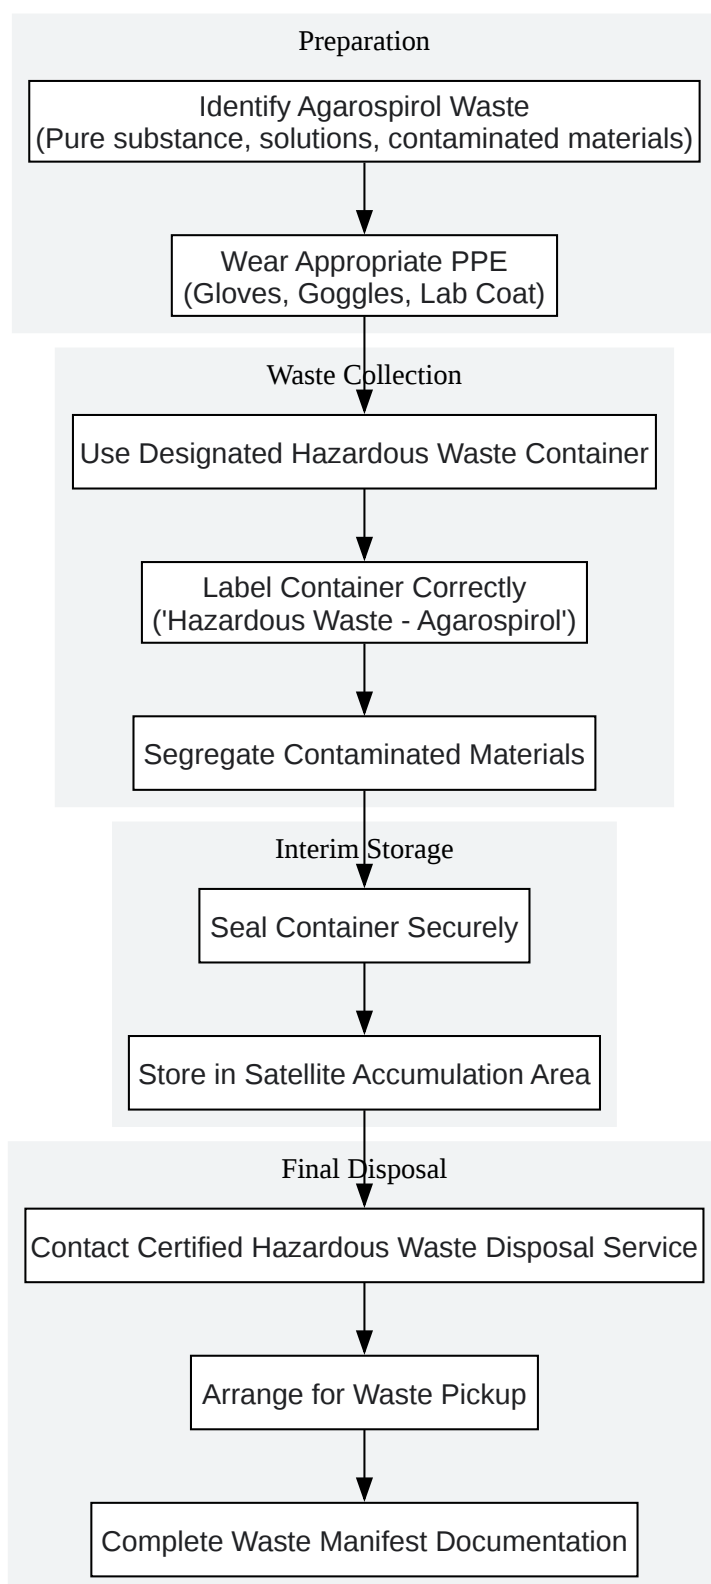 Preparation
Identify Agarospirol Waste
(Pure substance, solutions, contaminated materials)
Wear Appropriate PPE
(Gloves, Goggles, Lab Coat)
Waste Collection
Use Designated Hazardous Waste Container
Label Container Correctly
('Hazardous Waste - Agarospirol')
Segregate Contaminated Materials
Interim Storage
Seal Container Securely
Store in Satellite Accumulation Area
Final Disposal
Contact Certified Hazardous Waste Disposal Service
Arrange for Waste Pickup
Complete Waste Manifest Documentation